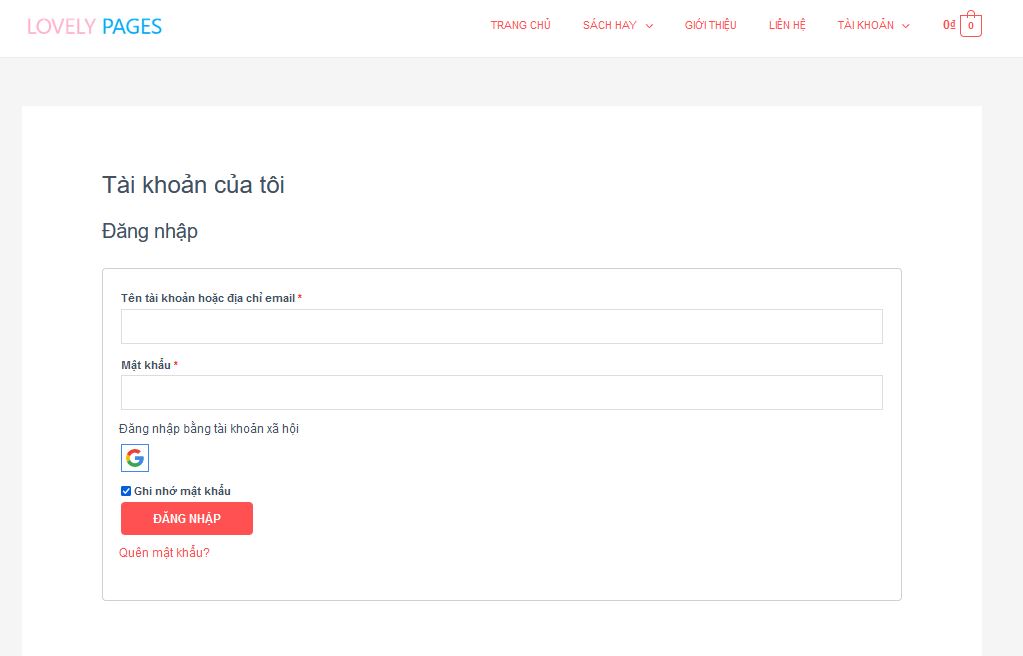 LOVELY PAGES
TRANG CHỦ SÁCH HAY GIỚI THIỆU LIÊN HỆ TÀI KHOẢN 0₫ 0
Tài khoản của tôi
Đăng nhập
Tên tài khoản hoặc địa chỉ email *
Mật khẩu *
Đăng nhập bằng tài khoản xã hội
G
Ghi nhớ mật khẩu
ĐĂNG NHẬP
Quên mật khẩu?